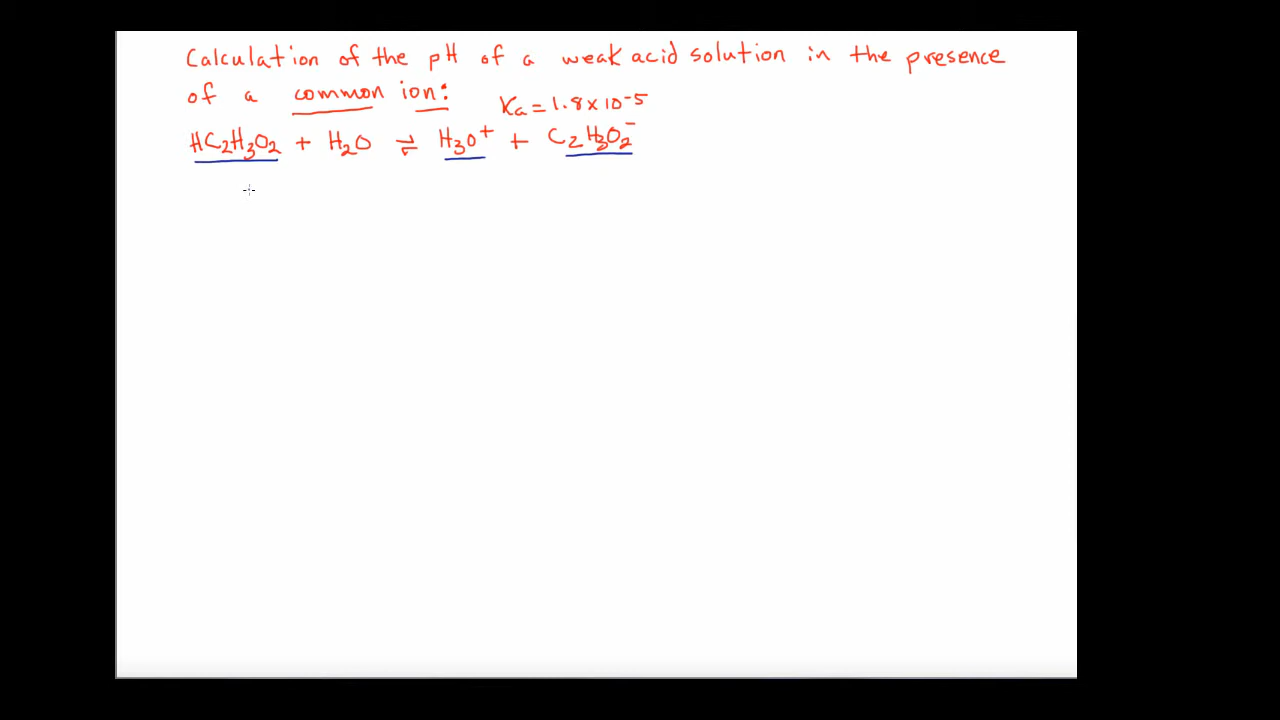 Calculation of the pH of a weak acid solution in the presence
of a common ion:
Ka = 1.8 x 10⁻⁵
HC₂H₃O₂ + H₂O ⇌ H₃O⁺ + C₂H₃O₂⁻